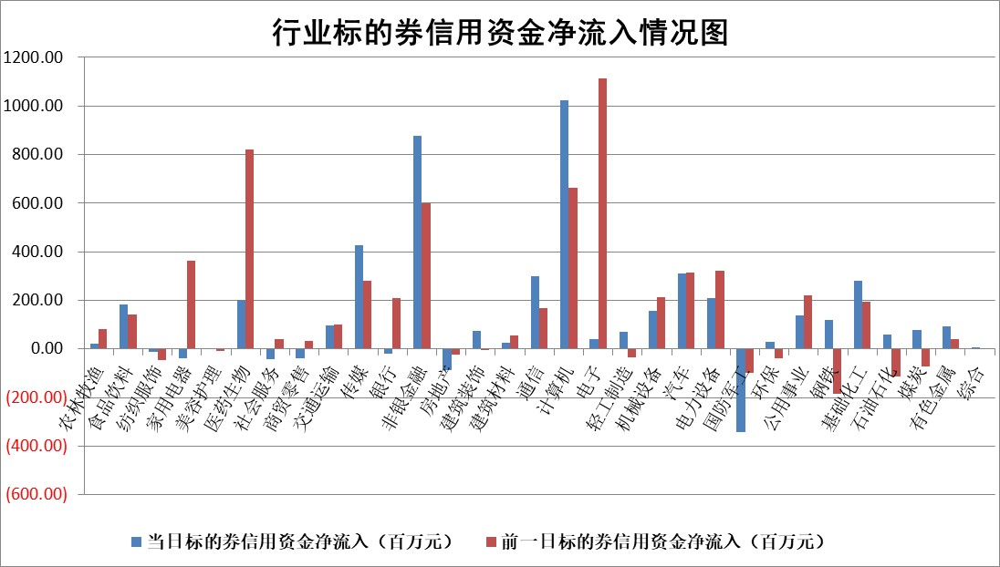 行业标的券信用资金净流入情况图
1200.00
1000.00
800.00
600.00
400.00
200.00
0.00
(200.00)
(400.00)
(600.00)
农林牧渔
食品饮料
纺织服饰
家用电器
美容护理
医药生物
社会服务
商贸零售
交通运输
传媒
银行
非银金融
房地产
建筑装饰
建筑材料
通信
计算机
电子
轻工制造
机械设备
汽车
电力设备
国防军工
环保
公用事业
钢铁
基础化工
石油石化
煤炭
有色金属
综合
当日标的券信用资金净流入（百万元） 前一日标的券信用资金净流入（百万元）